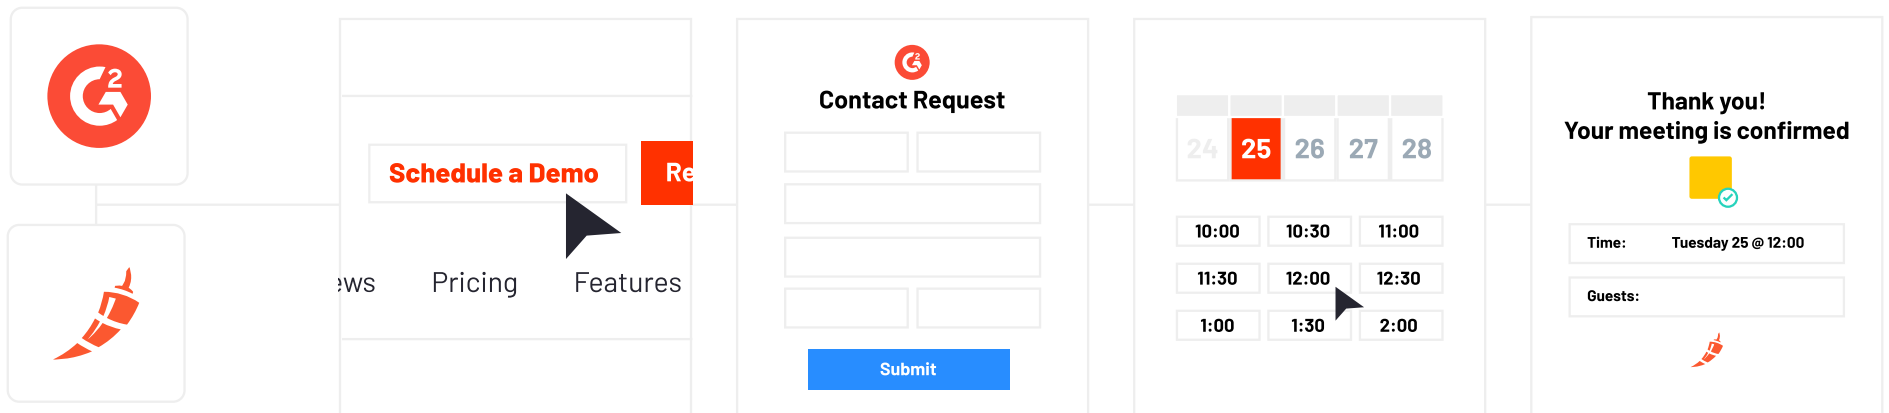 G2
Schedule a Demo
Re
ews
Pricing
Features
G2
Contact Request
Submit
24 25 26 27 28
10:00 10:30 11:00
11:30 12:00 12:30
1:00 1:30 2:00
Thank you!
Your meeting is confirmed
Time: Tuesday 25 @ 12:00
Guests: